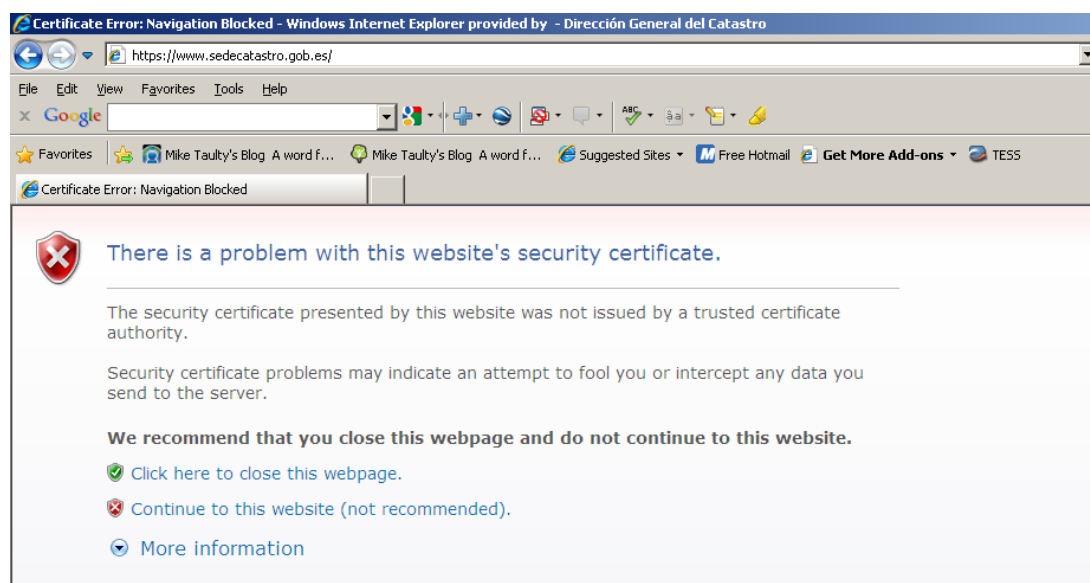 Certificate Error: Navigation Blocked - Windows Internet Explorer provided by - Dirección General del Catastro
https://www.sedecatastro.gob.es/
File Edit View Favorites Tools Help
x Google ABC äa
Favorites Mike Taulty's Blog A word f... Mike Taulty's Blog A word f... Suggested Sites Free Hotmail Get More Add-ons TESS
Certificate Error: Navigation Blocked
There is a problem with this website's security certificate.
The security certificate presented by this website was not issued by a trusted certificate
authority.
Security certificate problems may indicate an attempt to fool you or intercept any data you
send to the server.
We recommend that you close this webpage and do not continue to this website.
Click here to close this webpage.
Continue to this website (not recommended).
More information